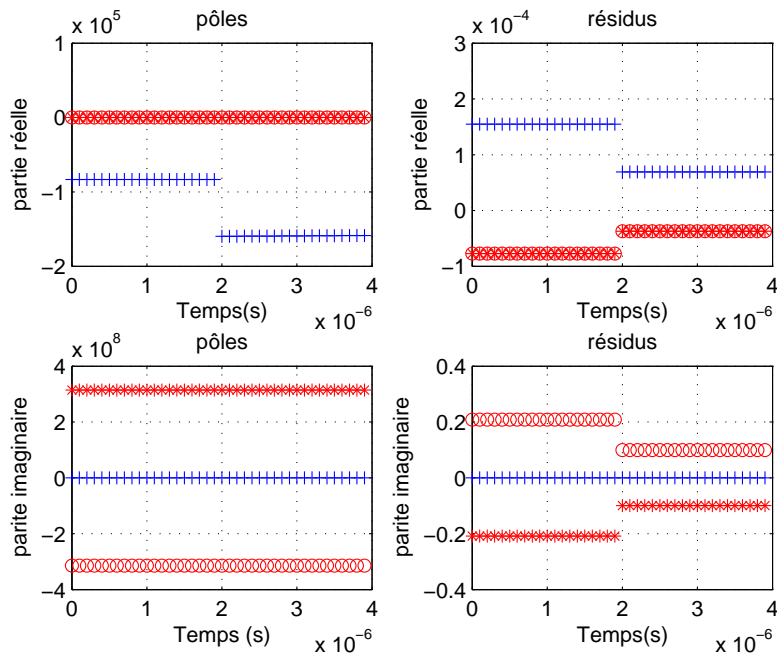 x 10^5
pôles
partie réelle
1
0
−1
−2
0
1
2
3
4
Temps(s)
x 10^−6
x 10^−4
résidus
partie réelle
3
2
1
0
−1
0
1
2
3
4
Temps(s)
x 10^−6
x 10^8
pôles
parite imaginaire
4
2
0
−2
−4
0
1
2
3
4
Temps (s)
x 10^−6
résidus
parite imaginaire
0.4
0.2
0
−0.2
0.4
0
1
2
3
4
Temps(s)
x 10^−6